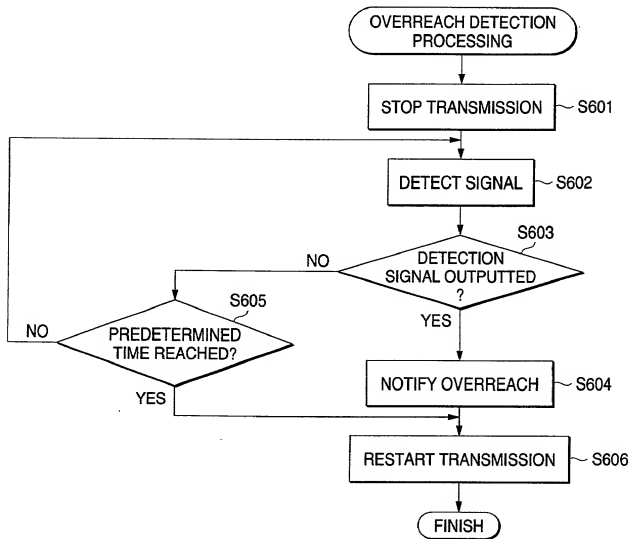 OVERREACH DETECTION
PROCESSING
STOP TRANSMISSION
S601
DETECT SIGNAL
S602
S603
DETECTION
SIGNAL OUTPUTTED
?
NO
YES
S605
PREDETERMINED
TIME REACHED?
NO
YES
NOTIFY OVERREACH
S604
RESTART TRANSMISSION
S606
FINISH